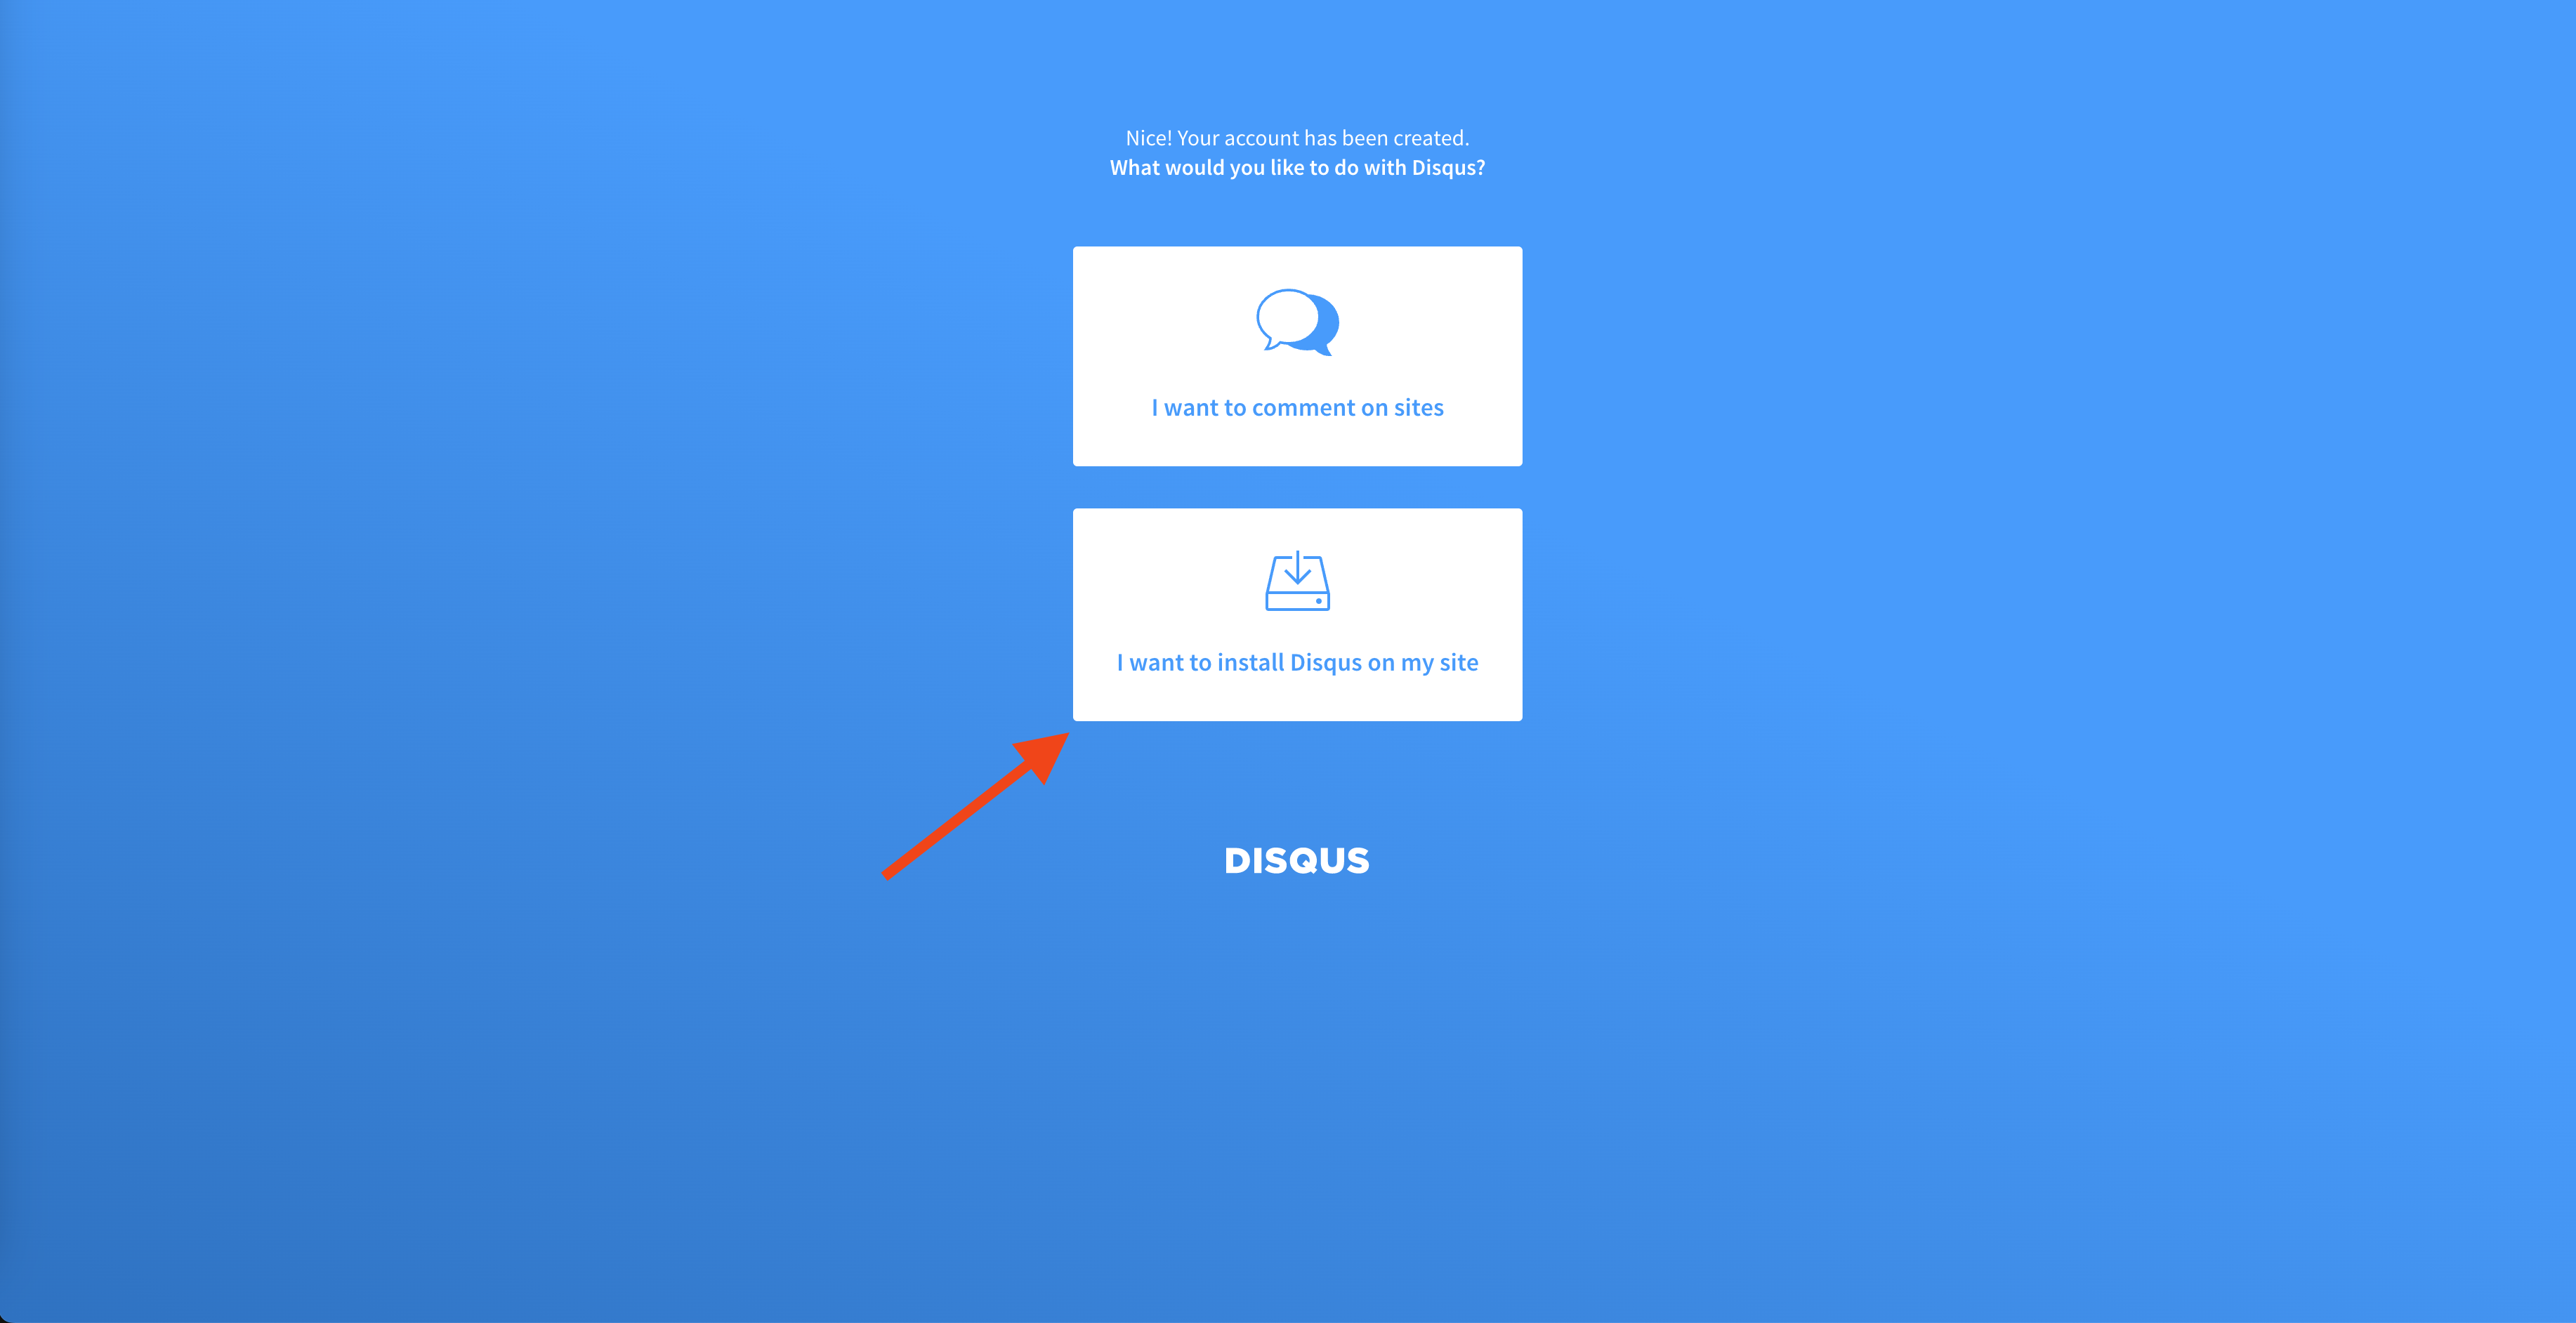 Nice! Your account has been created.
What would you like to do with Disqus?
I want to comment on sites
I want to install Disqus on my site
DISQUS